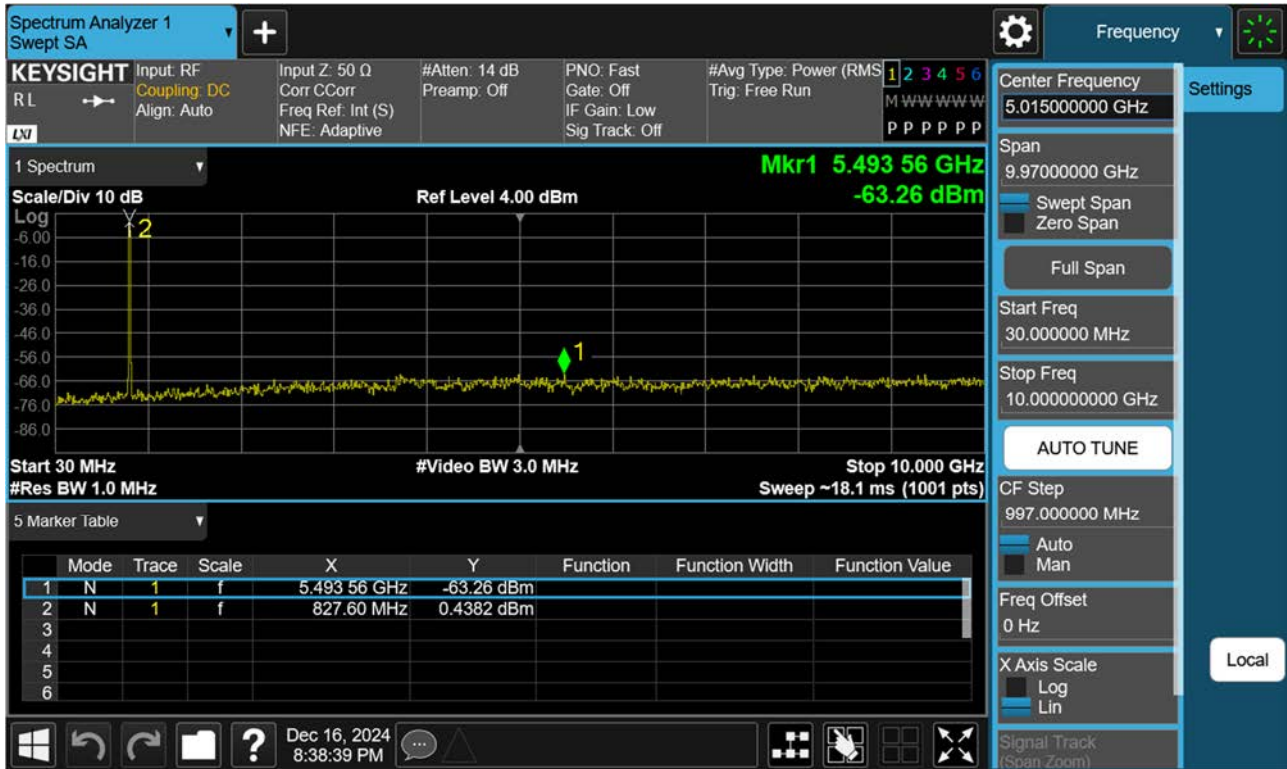 Spectrum Analyzer 1
Swept SA
Frequency
KEYSIGHT
RL
LXI
Input: RF
Coupling: DC
Align: Auto
Input Z: 50 Ω
Corr CCorr
Freq Ref: Int (S)
NFE: Adaptive
#Atten: 14 dB
Preamp: Off
PNO: Fast
Gate: Off
IF Gain: Low
Sig Track: Off
#Avg Type: Power (RMS
Trig: Free Run
1 2 3 4 5 6
M W W W W W
P P P P P P
1 Spectrum
Mkr1 5.493 56 GHz
Scale/Div 10 dB
Ref Level 4.00 dBm
-63.26 dBm
Log
2
-6.00
-16.0
-26.0
-36.0
-46.0
-56.0
1
-66.0
-76.0
-86.0
Start 30 MHz
#Video BW 3.0 MHz
Stop 10.000 GHz
#Res BW 1.0 MHz
Sweep ~18.1 ms (1001 pts)
5 Marker Table
Mode Trace Scale X Y Function Function Width Function Value
1 N 1 f 5.493 56 GHz -63.26 dBm
2 N 1 f 827.60 MHz 0.4382 dBm
3
4
5
6
?
Dec 16, 2024
8:38:39 PM
Center Frequency
5.015000000 GHz
Settings
Span
9.97000000 GHz
Swept Span
Zero Span
Full Span
Start Freq
30.000000 MHz
Stop Freq
10.000000000 GHz
AUTO TUNE
CF Step
997.000000 MHz
Auto
Man
Freq Offset
0 Hz
X Axis Scale
Log
Lin
Local
Signal Track
(Span Zoom)